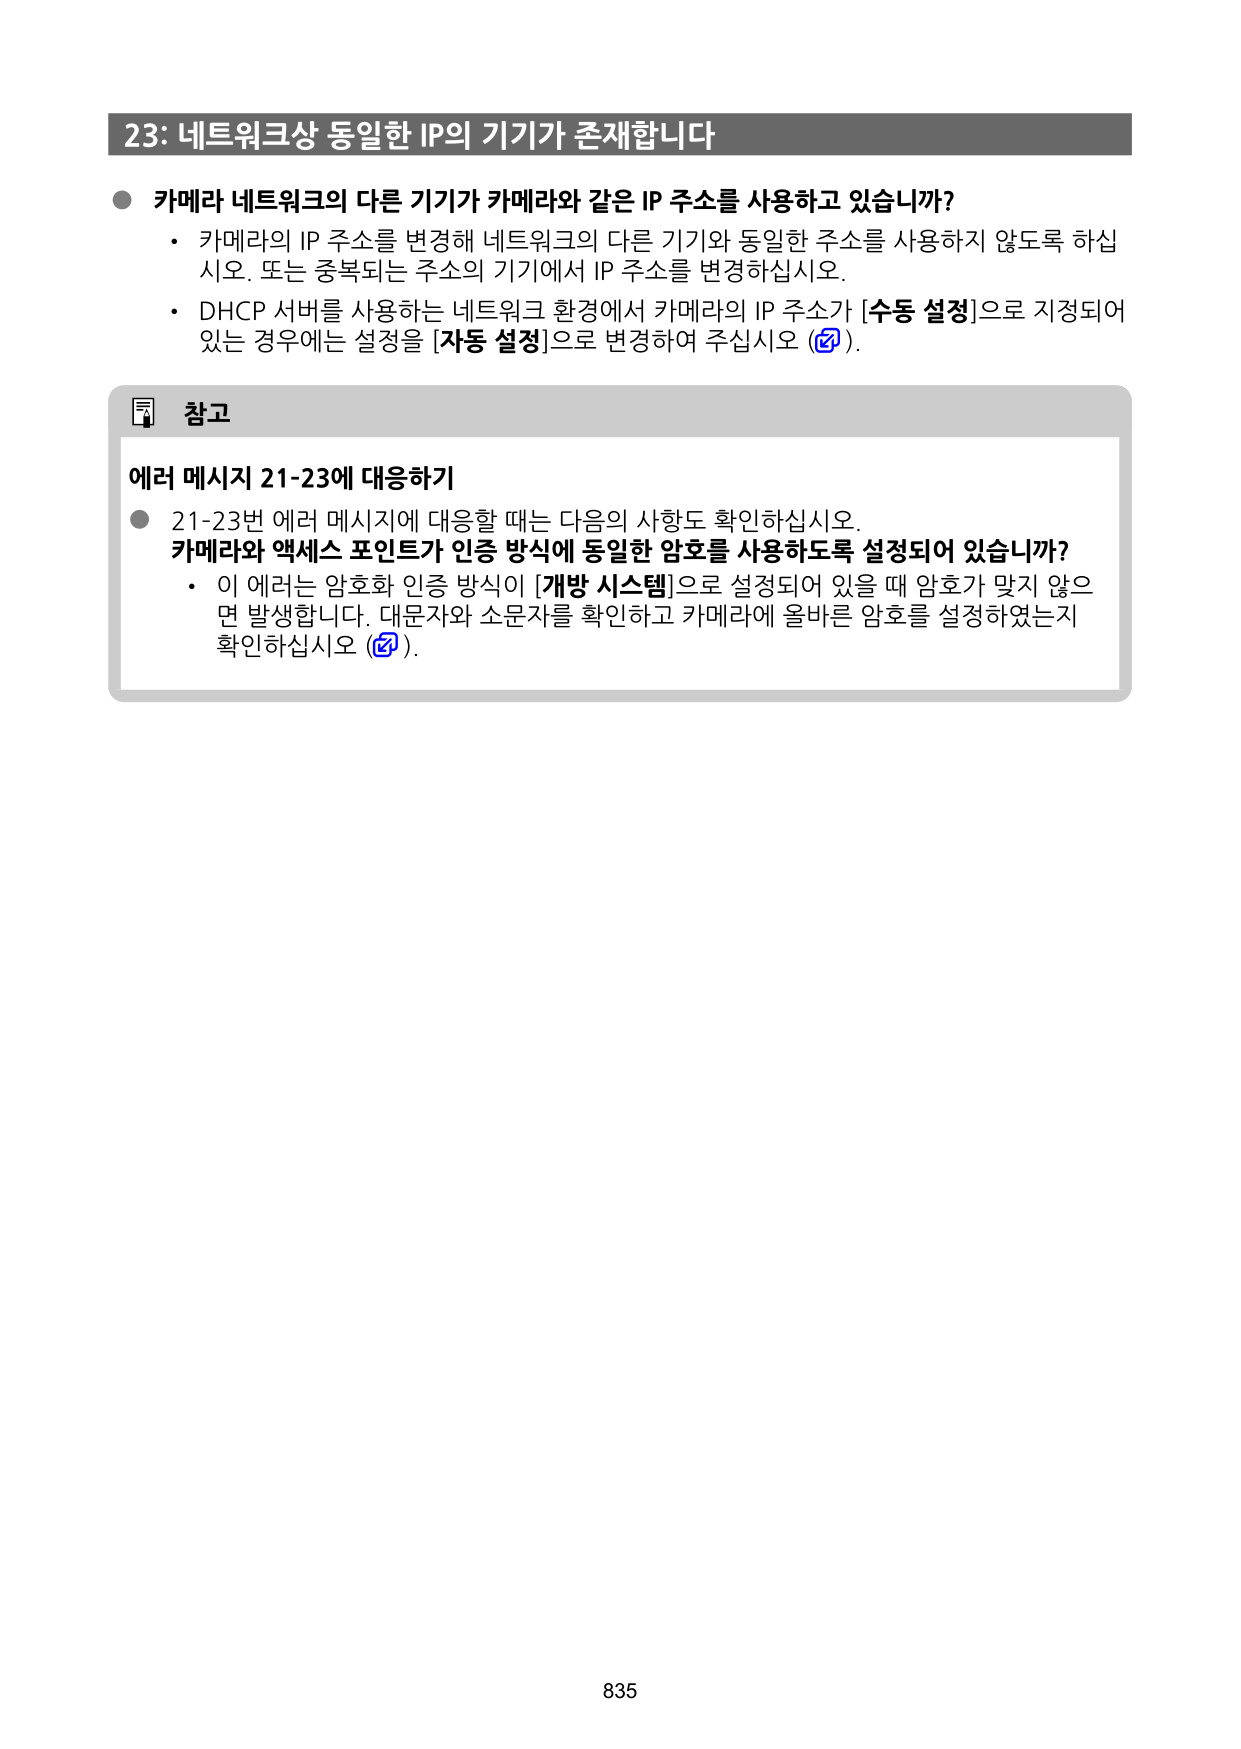 23: 네트워크상 동일한 IP의 기기가 존재합니다
● 카메라 네트워크의 다른 기기가 카메라와 같은 IP 주소를 사용하고 있습니까?
• 카메라의 IP 주소를 변경해 네트워크의 다른 기기와 동일한 주소를 사용하지 않도록 하십
시오. 또는 중복되는 주소의 기기에서 IP 주소를 변경하십시오.
• DHCP 서버를 사용하는 네트워크 환경에서 카메라의 IP 주소가 [수동 설정]으로 지정되어
있는 경우에는 설정을 [자동 설정]으로 변경하여 주십시오 ( ).
참고
에러 메시지 21-23에 대응하기
● 21-23번 에러 메시지에 대응할 때는 다음의 사항도 확인하십시오.
카메라와 액세스 포인트가 인증 방식에 동일한 암호를 사용하도록 설정되어 있습니까?
• 이 에러는 암호화 인증 방식이 [개방 시스템]으로 설정되어 있을 때 암호가 맞지 않으
면 발생합니다. 대문자와 소문자를 확인하고 카메라에 올바른 암호를 설정하였는지
확인하십시오 ( ).
835